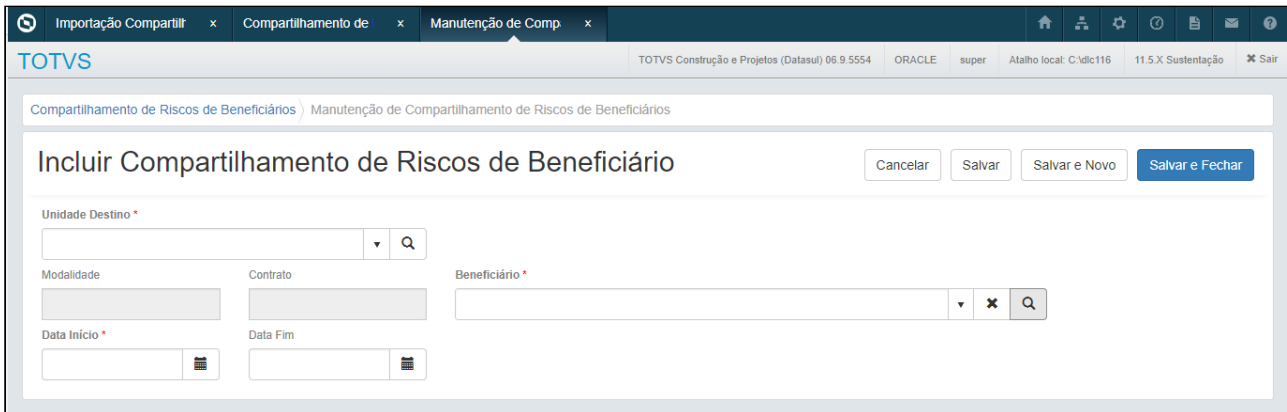 Importação Compartilh x Compartilhamento de x Manutenção de Comp x
TOTVS TOTVS Construção e Projetos (Datasul) 06.9.5554 ORACLE super Atalho local: C:\dlc116 11.5.X Sustentação Sair
Compartilhamento de Riscos de Beneficiários Manutenção de Compartilhamento de Riscos de Beneficiários
Incluir Compartilhamento de Riscos de Beneficiário Cancelar Salvar Salvar e Novo Salvar e Fechar
Unidade Destino *
Modalidade Contrato Beneficiário *
Data Início * Data Fim